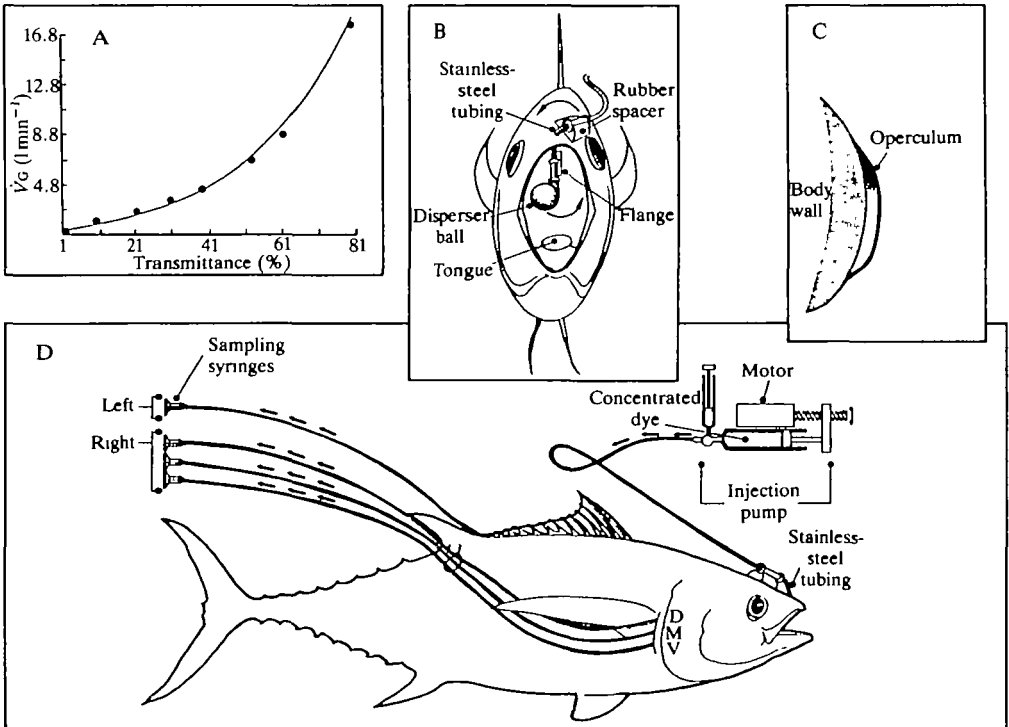 A
16.8
12.8
8.8
4.8
V̇G (l min⁻¹)
1
21
41
61
81
Transmittance (%)
B
Stainless-
steel
tubing
Rubber
spacer
Disperser
ball
Flange
Tongue
C
Operculum
Body
wall
D
Sampling
syringes
Left
Right
Concentrated
dye
Motor
Injection
pump
Stainless-
steel
tubing
D
M
V